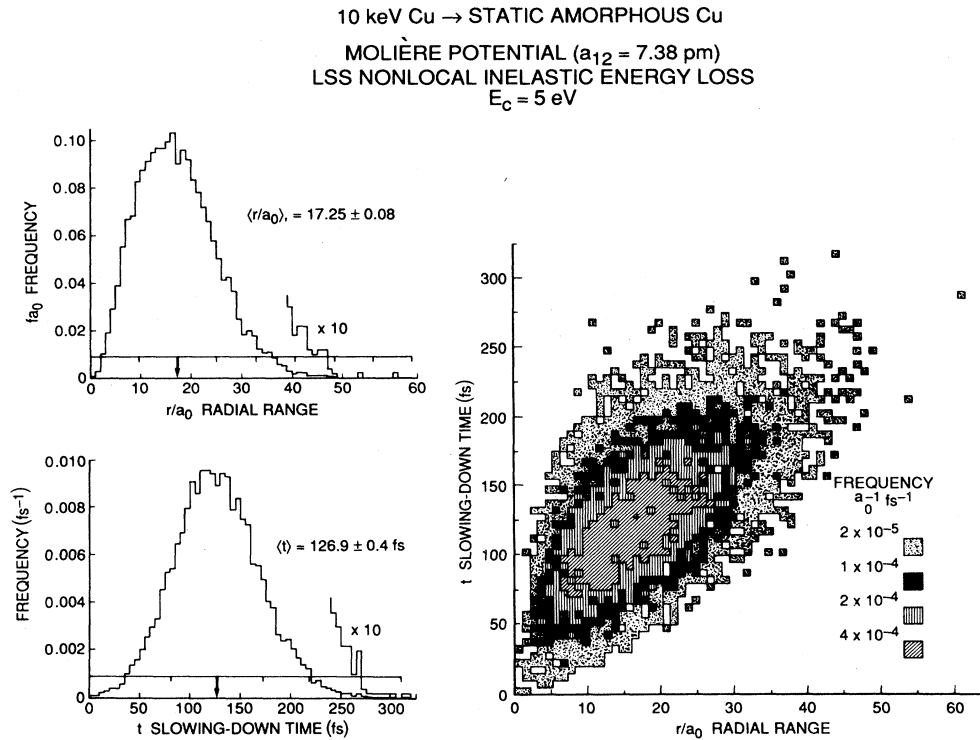 10 keV Cu → STATIC AMORPHOUS Cu
MOLIÈRE POTENTIAL (a12 = 7.38 pm)
LSS NONLOCAL INELASTIC ENERGY LOSS
Ec = 5 eV
0.10
0.08
0.06
0.04
0.02
0
fa0 FREQUENCY
⟨r/a0⟩, = 17.25 ± 0.08
x 10
0 10 20 30 40 50 60
r/a0 RADIAL RANGE
0.010
0.008
0.006
0.004
0.002
0
FREQUENCY (fs–1)
⟨t⟩ = 126.9 ± 0.4 fs
x 10
0 50 100 150 200 250 300
t SLOWING-DOWN TIME (fs)
300
250
200
150
100
50
0
t SLOWING-DOWN TIME (fs)
FREQUENCY
a0–1 fs–1
2 x 10–5
1 x 10–4
2 x 10–4
4 x 10–4
0 10 20 30 40 50 60
r/a0 RADIAL RANGE